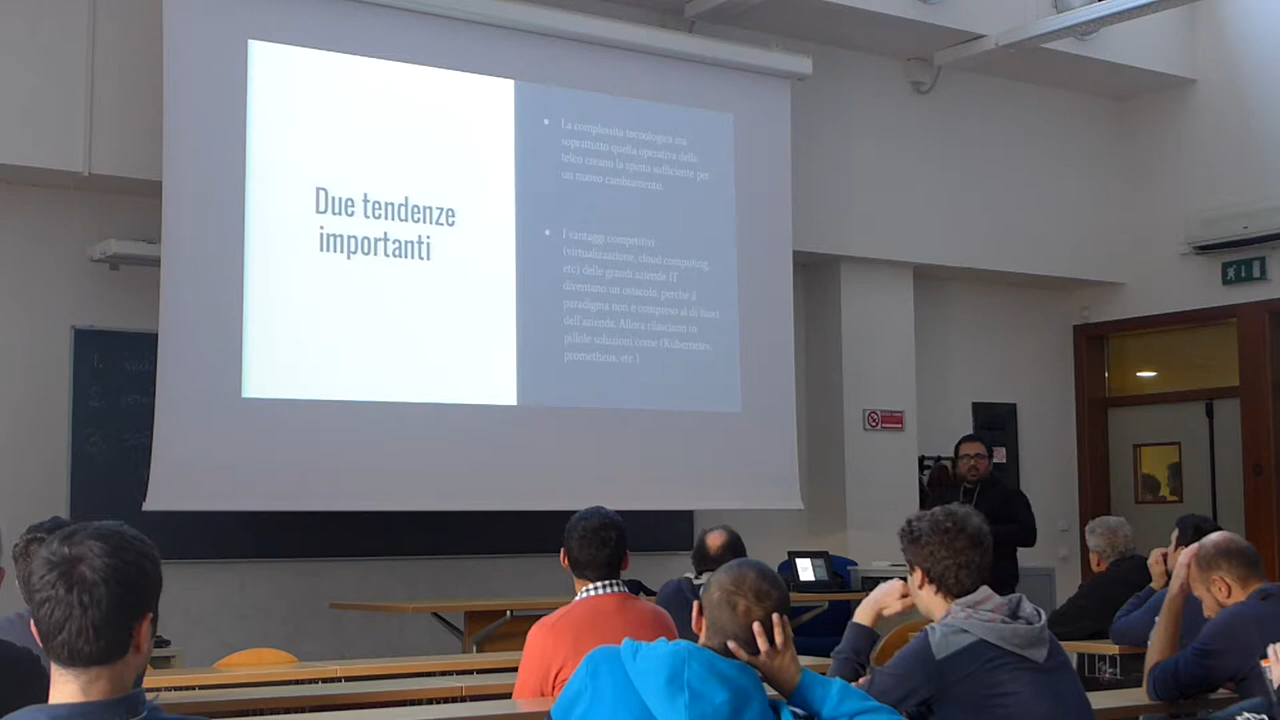 Due tendenze
importanti
La complessità tecnologica ma
soprattutto quella operativa delle
telco creano la spinta sufficiente per
un nuovo cambiamento.
I vantaggi competitivi
(virtualizzazione, cloud computing,
etc) delle grandi aziende IT
diventano un ostacolo, perché il
paradigma non è compreso al di fuori
dell'azienda. Allora rilasciano in
pillole soluzioni come (Kubernetes,
prometheus, etc )